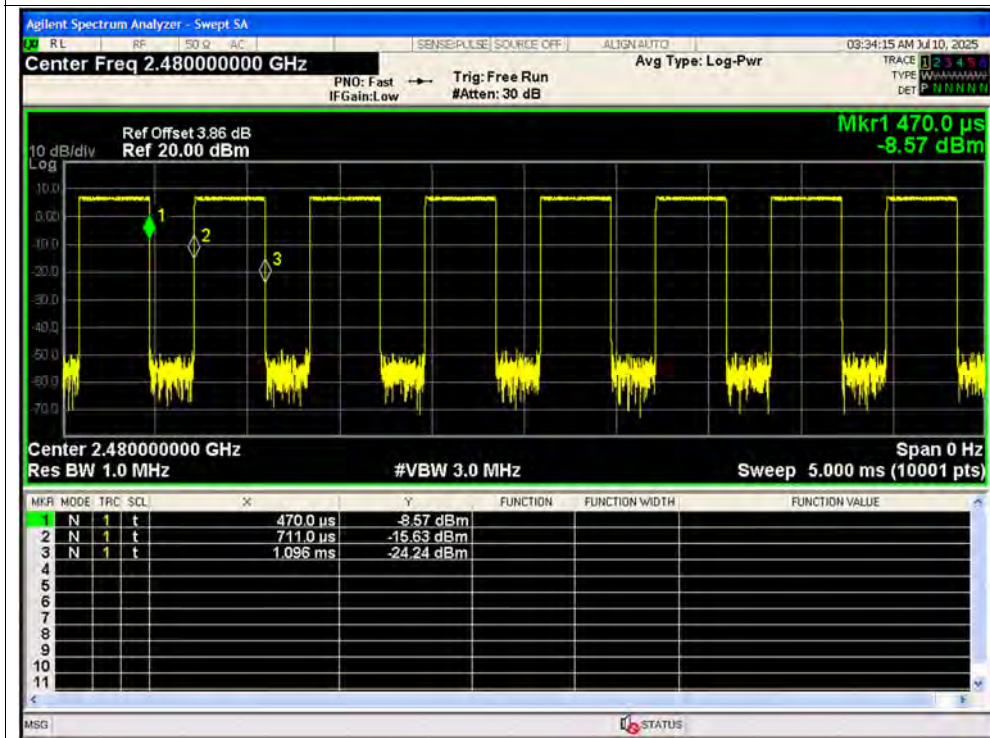 Agilent Spectrum Analyzer - Swept SA
LXI RL RF 50 Ω AC SENSE:PULSE SOURCE OFF ALIGN AUTO 03:34:15 AM Jul 10, 2025
Center Freq 2.480000000 GHz Avg Type: Log-Pwr TRACE 1 2 3 4 5 6
PNO: Fast Trig: Free Run TYPE W
IFGain:Low #Atten: 30 dB DET P N N N N N
Mkr1 470.0 µs
Ref Offset 3.86 dB
10 dB/div Ref 20.00 dBm -8.57 dBm
Log
10.0
0.00
-10.0
-20.0
-30.0
-40.0
-50.0
-60.0
-70.0
1
2
3
Center 2.480000000 GHz Span 0 Hz
Res BW 1.0 MHz #VBW 3.0 MHz Sweep 5.000 ms (10001 pts)
MKR MODE TRC SCL X Y FUNCTION FUNCTION WIDTH FUNCTION VALUE
1 N 1 t 470.0 µs -8.57 dBm
2 N 1 t 711.0 µs -15.63 dBm
3 N 1 t 1.096 ms -24.24 dBm
4
5
6
7
8
9
10
11
MSG STATUS